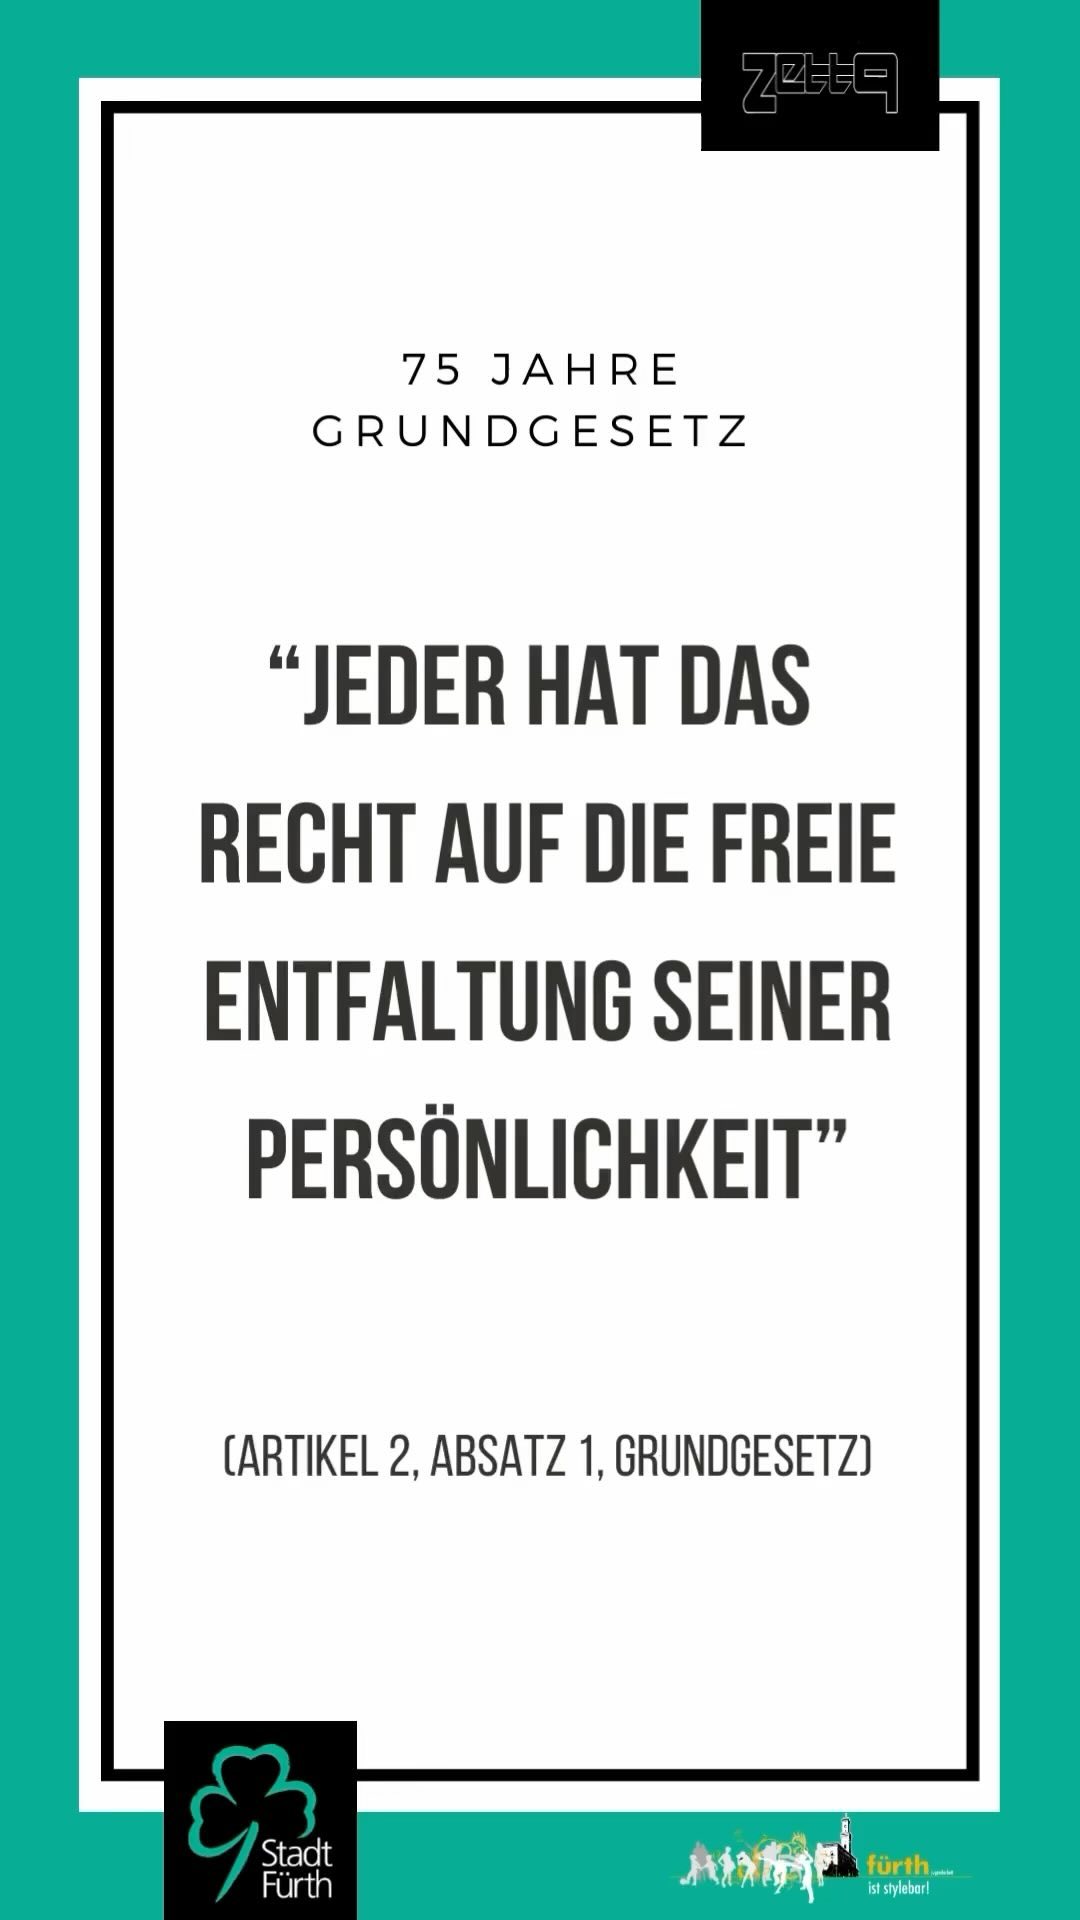 zettq
75 JAHRE
GRUNDGESETZ
“JEDER HAT DAS
RECHT AUF DIE FREIE
ENTFALTUNG SEINER
PERSÖNLICHKEIT”
(ARTIKEL 2, ABSATZ 1, GRUNDGESETZ)
Stadt
Fürth
fürth
ist stylebar!